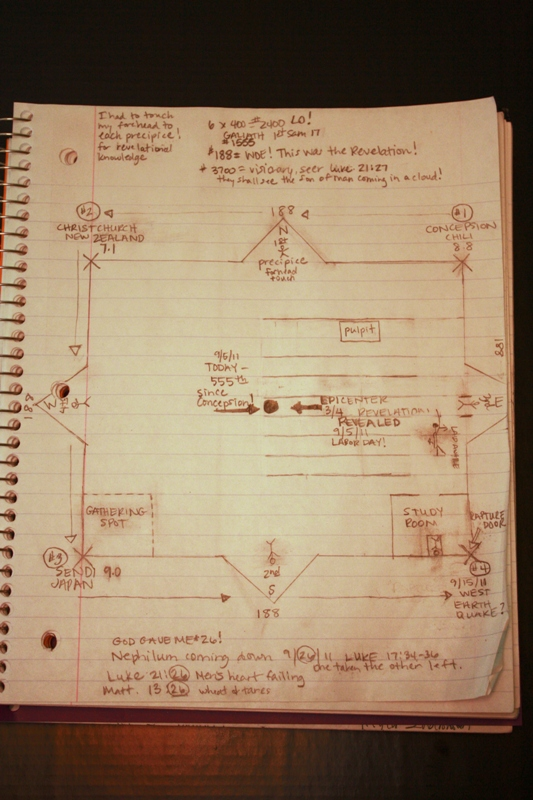 I had to touch
my forehead to
each precipice!
for revelational
knowledge
6 x 400 = #2400 LO!
GALIATH 1st Sam 17
#1555
#188 = WOE! This was the Revelation!
# 3700 = visionary, seer Luke 21:27
they shall see the son of man coming in a cloud!
#2
CHRISTCHURCH
NEW ZEALAND
7.1
188
N
1st
precipice
forhead
touch
#1
CONCEPSION
CHILI
8.8
pulpit
188
9/5/11
TODAY -
555th
since
Conception!
EPICENTER
3/4 REVELATION!
REVEALED
9/5/11
LABOR DAY!
188
W
E
GATHERING
SPOT
STUDY
ROOM
RAPTURE
DOOR
#3
SENDI 9.0
JAPAN
2nd
S
188
#4
9/15/11
WEST
EARTH
QUAKE?
GOD GAVE ME #26!
Nephilum coming down 9/26/11 LUKE 17:34-36
one taken the other left.
Luke 21:26 Men's heart failing
Matt. 13 26 wheat & tares